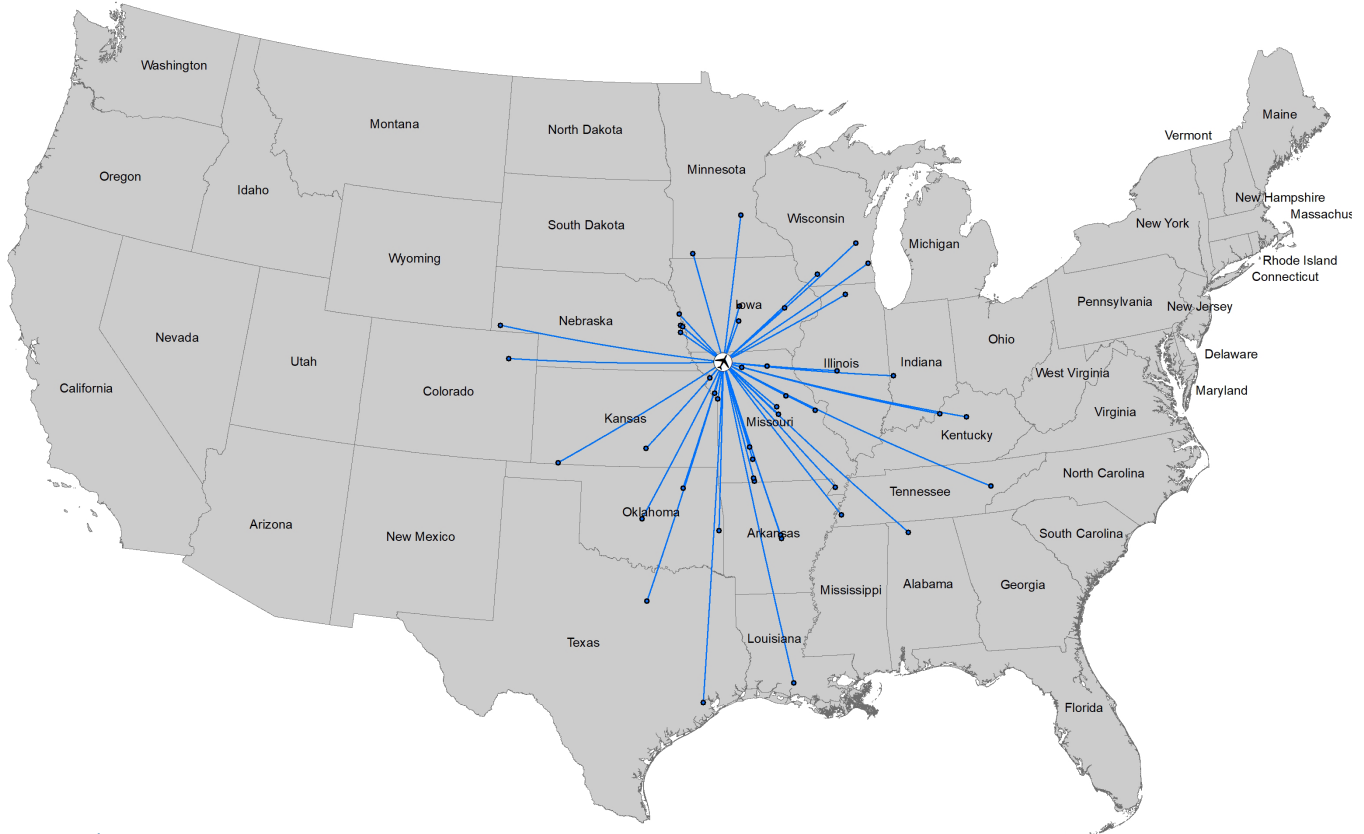 Washington
Montana
North Dakota
Minnesota
Maine
Vermont
Oregon
Idaho
South Dakota
Wisconsin
Michigan
New York
New Hampshire
Massachus
Wyoming
Rhode Island
Connecticut
Nebraska
Iowa
Pennsylvania
New Jersey
Nevada
Utah
Ohio
Delaware
Illinois
Indiana
West Virginia
Maryland
California
Colorado
Kansas
Missouri
Kentucky
Virginia
North Carolina
Tennessee
Oklahoma
Arizona
New Mexico
Arkansas
South Carolina
Mississippi
Alabama
Georgia
Texas
Louisiana
Florida